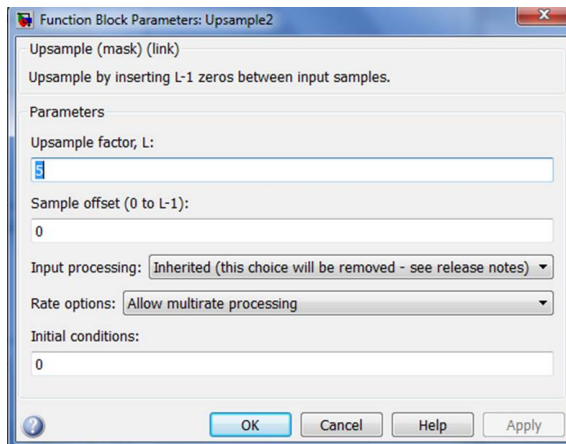 Function Block Parameters: Upsample2
Upsample (mask) (link)
Upsample by inserting L-1 zeros between input samples.
Parameters
Upsample factor, L:
5
Sample offset (0 to L-1):
0
Input processing: Inherited (this choice will be removed - see release notes)
Rate options: Allow multirate processing
Initial conditions:
0
OK Cancel Help Apply